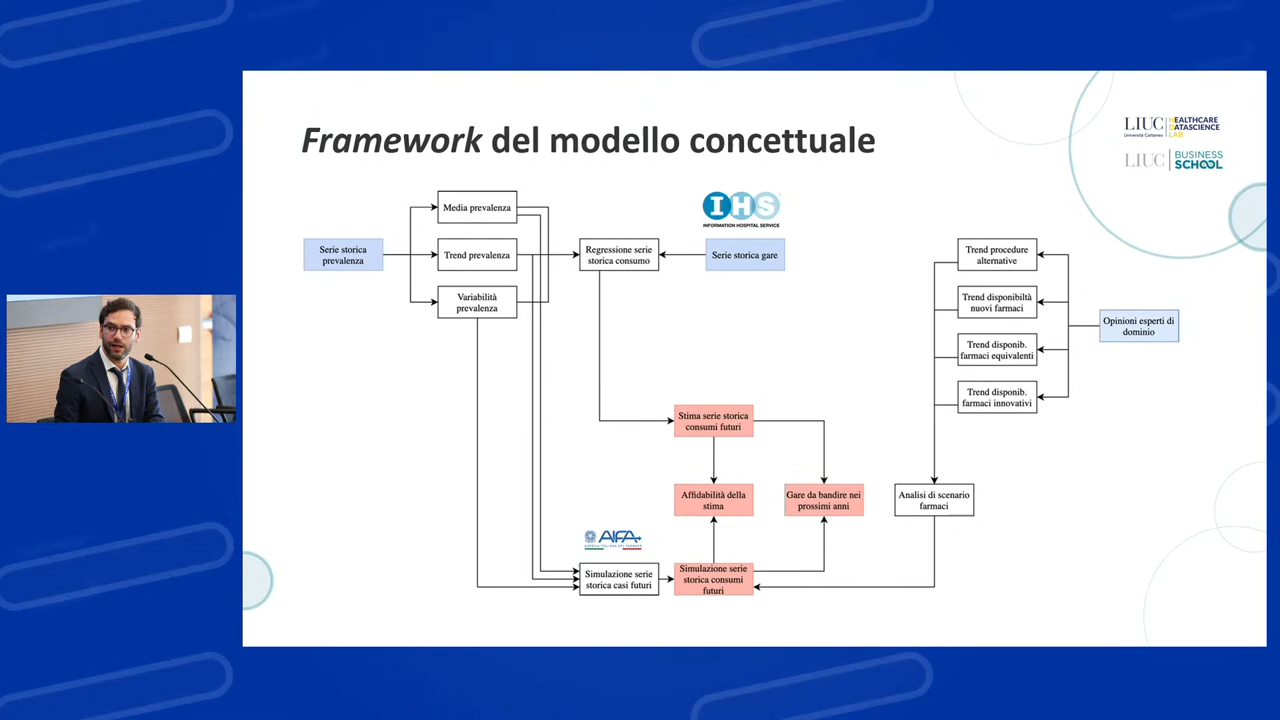 Framework del modello concettuale
LIUC
Università Cattaneo
HEALTHCARE
DATASCIENCE
LAB
LIUC
BUSINESS
SCHOOL
IHS
INFORMATION HOSPITAL SERVICE
Serie storica
prevalenza
Media prevalenza
Trend prevalenza
Variabilità
prevalenza
Regressione serie
storica consumo
Serie storica gare
Trend procedure
alternative
Trend disponibiltà
nuovi farmaci
Trend disponib.
farmaci equivalenti
Trend disponib.
farmaci innovativi
Opinioni esperti di
dominio
Stima serie storica
consumi futuri
Affidabilità della
stima
Gare da bandire nei
prossimi anni
Analisi di scenario
farmaci
AIFA
AGENZIA ITALIANA DEL FARMACO
Simulazione serie
storica casi futuri
Simulazione serie
storica consumi
futuri